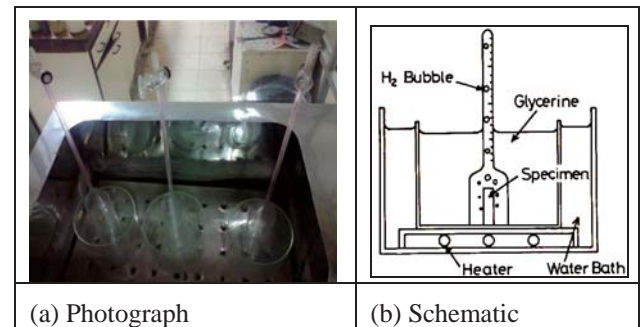 H₂ Bubble
Glycerine
Specimen
Heater
Water Bath
(a) Photograph
(b) Schematic